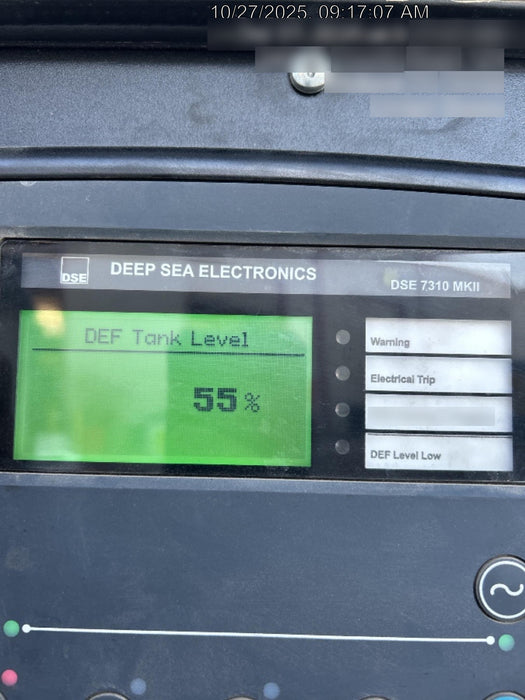 10/27/2025, 09:17:07 AM
DSE
DEEP SEA ELECTRONICS
DSE 7310 MKII
DEF Tank Level
55%
Warning
Electrical Trip
DEF Level Low